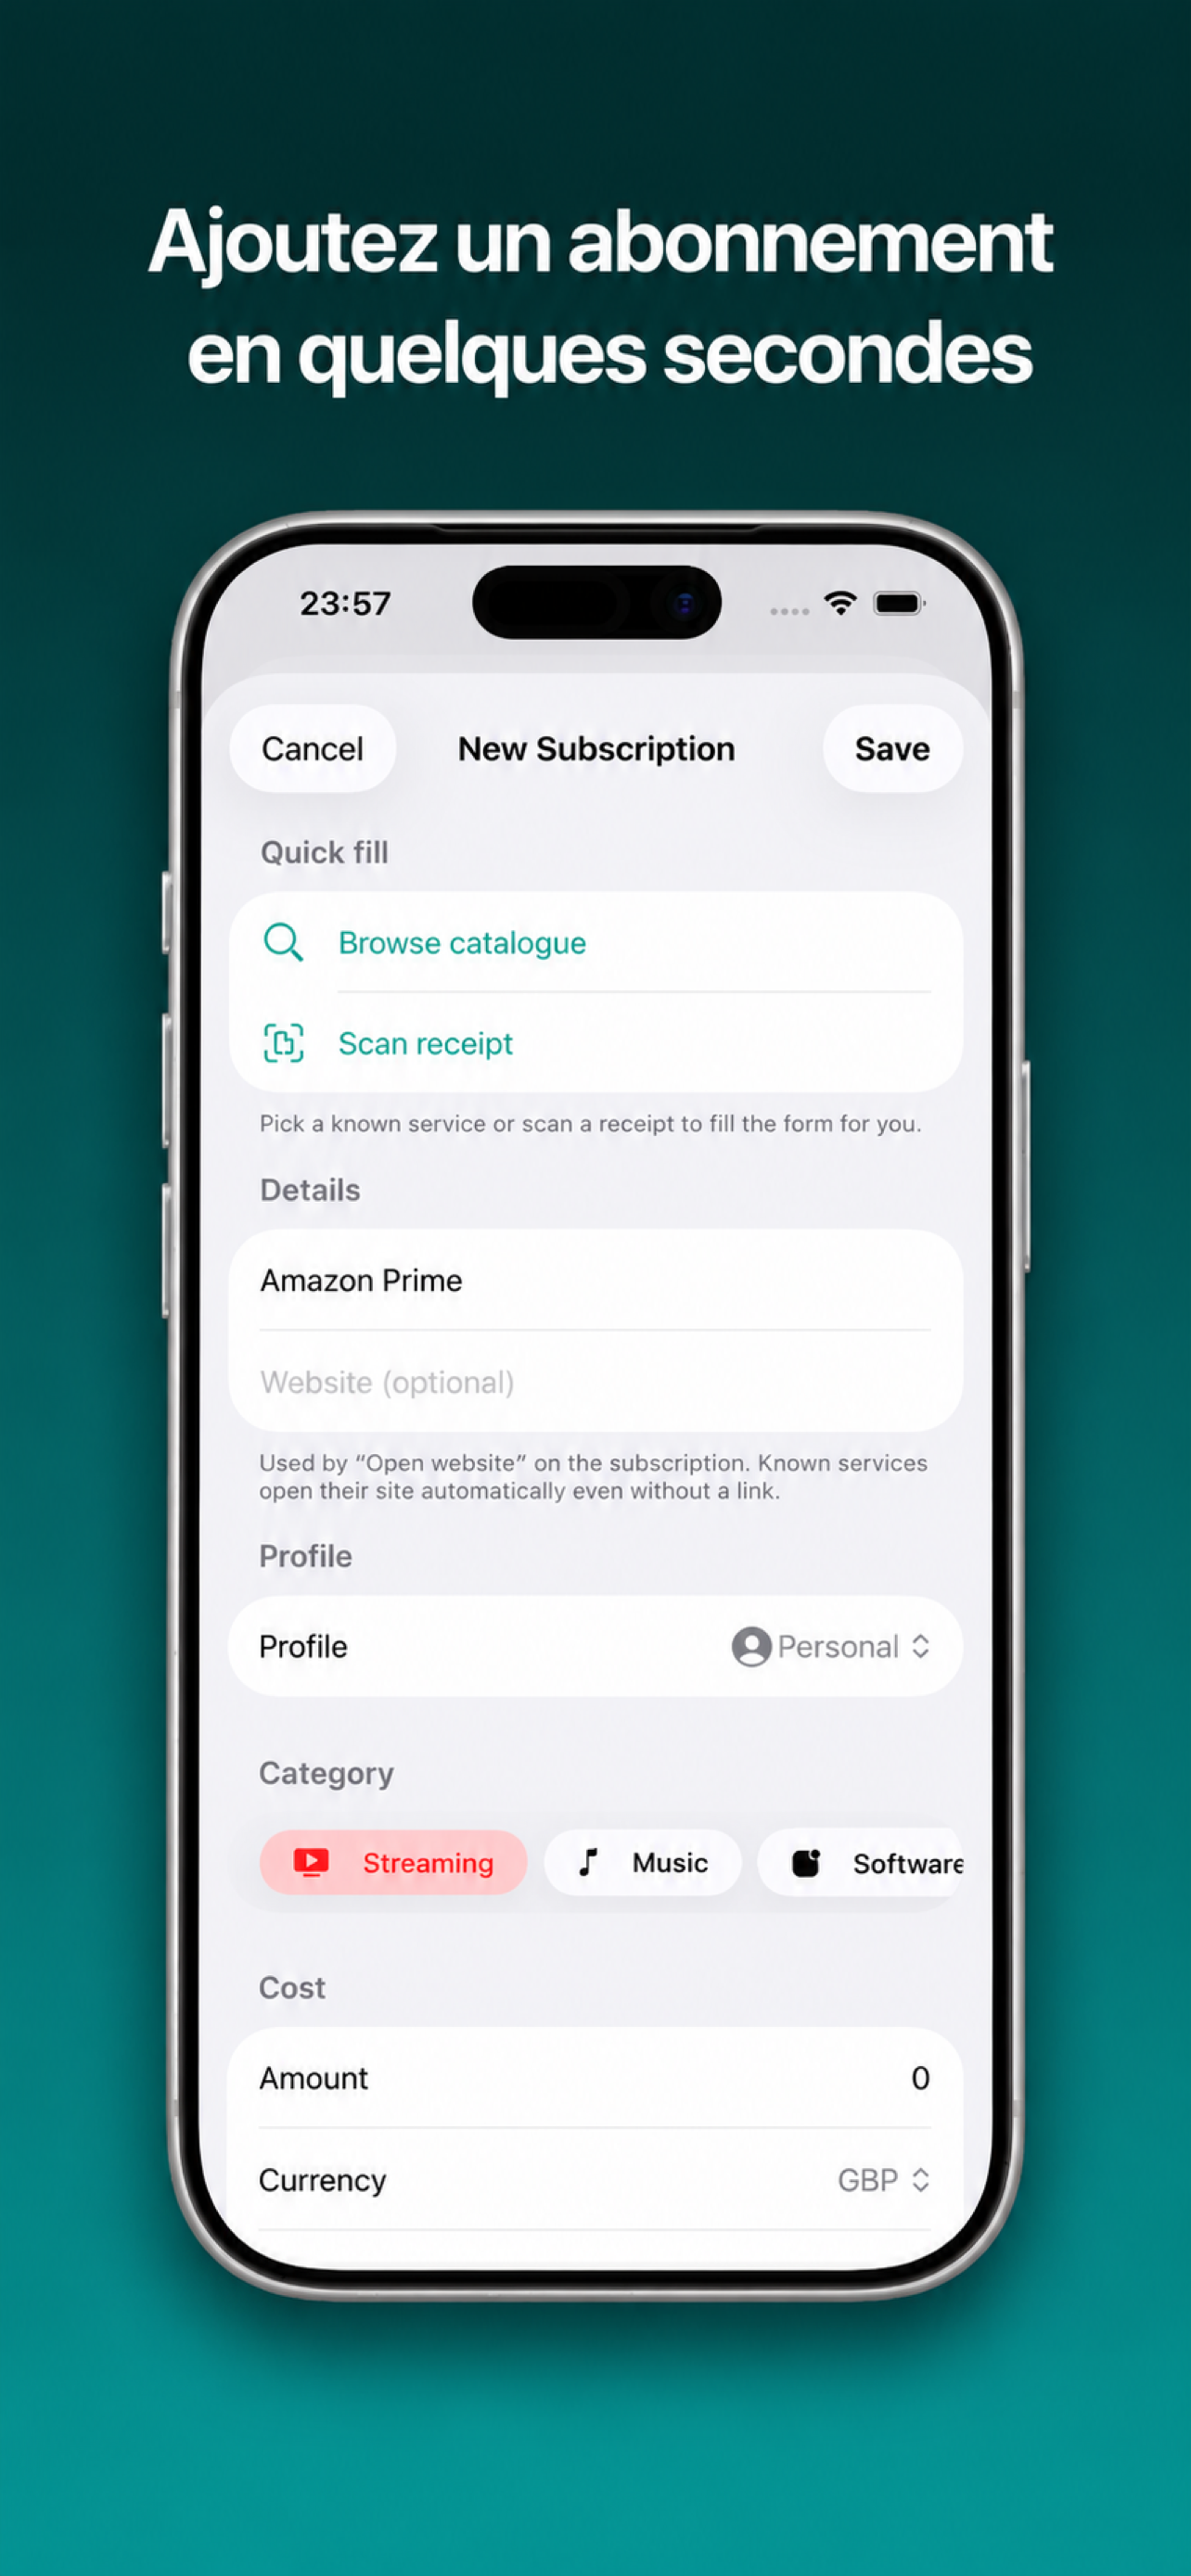 Ajoutez un abonnement
en quelques secondes
23:57
Cancel
New Subscription
Save
Quick fill
Browse catalogue
Scan receipt
Pick a known service or scan a receipt to fill the form for you.
Details
Amazon Prime
Website (optional)
Used by “Open website” on the subscription. Known services
open their site automatically even without a link.
Profile
Profile
Personal
Category
Streaming
Music
Software
Cost
Amount
0
Currency
GBP